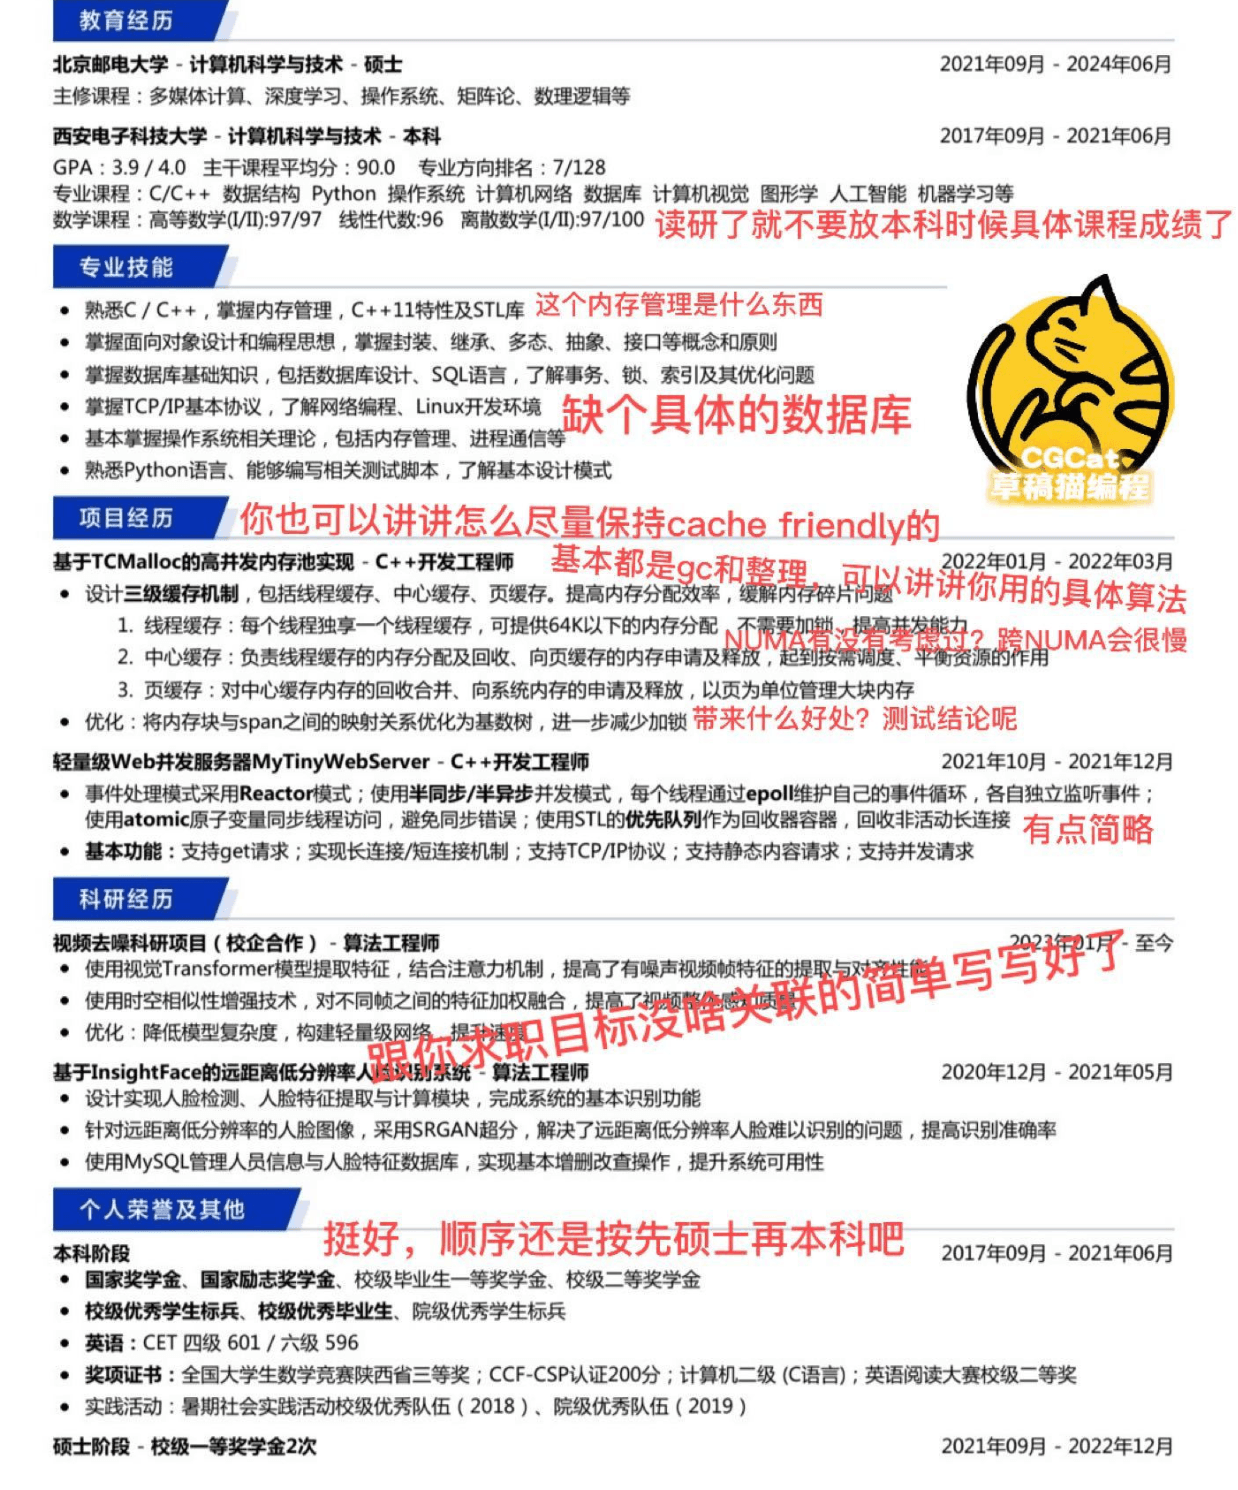 教育经历
北京邮电大学 - 计算机科学与技术 - 硕士 2021年09月 - 2024年06月
主修课程：多媒体计算、深度学习、操作系统、矩阵论、数理逻辑等
西安电子科技大学 - 计算机科学与技术 - 本科 2017年09月 - 2021年06月
GPA：3.9 / 4.0 主干课程平均分：90.0 专业方向排名：7/128
专业课程：C/C++ 数据结构 Python 操作系统 计算机网络 数据库 计算机视觉 图形学 人工智能 机器学习等
数学课程：高等数学(I/II):97/97 线性代数:96 离散数学(I/II):97/100 读研了就不要放本科时候具体课程成绩了
专业技能
• 熟悉C / C++，掌握内存管理，C++11特性及STL库 这个内存管理是什么东西
• 掌握面向对象设计和编程思想，掌握封装、继承、多态、抽象、接口等概念和原则
• 掌握数据库基础知识，包括数据库设计、SQL语言，了解事务、锁、索引及其优化问题
• 掌握TCP/IP基本协议，了解网络编程、Linux开发环境 缺个具体的数据库
• 基本掌握操作系统相关理论，包括内存管理、进程通信等
• 熟悉Python语言、能够编写相关测试脚本，了解基本设计模式
CGCat
草稿猫编程
项目经历 你也可以讲讲怎么尽量保持cache friendly的
基于TCMalloc的高并发内存池实现 - C++开发工程师 2022年01月 - 2022年03月
基本都是gc和整理，可以讲讲你用的具体算法
• 设计三级缓存机制，包括线程缓存、中心缓存、页缓存。提高内存分配效率，缓解内存碎片问题
1. 线程缓存：每个线程独享一个线程缓存，可提供64K以下的内存分配，不需要加锁，提高并发能力
NUMA有没有考虑过？跨NUMA会很慢
2. 中心缓存：负责线程缓存的内存分配及回收、向页缓存的内存申请及释放，起到按需调度、平衡资源的作用
3. 页缓存：对中心缓存内存的回收合并、向系统内存的申请及释放，以页为单位管理大块内存
• 优化：将内存块与span之间的映射关系优化为基数树，进一步减少加锁 带来什么好处？测试结论呢
轻量级Web并发服务器MyTinyWebServer - C++开发工程师 2021年10月 - 2021年12月
• 事件处理模式采用Reactor模式；使用半同步/半异步并发模式，每个线程通过epoll维护自己的事件循环，各自独立监听事件；
使用atomic原子变量同步线程访问，避免同步错误；使用STL的优先队列作为回收器容器，回收非活动长连接 有点简略
• 基本功能：支持get请求；实现长连接/短连接机制；支持TCP/IP协议；支持静态内容请求；支持并发请求
科研经历
视频去噪科研项目（校企合作） - 算法工程师 2023年01月 - 至今
• 使用视觉Transformer模型提取特征，结合注意力机制，提高了有噪声视频帧特征的提取与对齐性能
• 使用时空相似性增强技术，对不同帧之间的特征加权融合，提高了视频整体感知质量
• 优化：降低模型复杂度，构建轻量级网络，提升速度
跟你求职目标没啥关联的简单写写好了
基于InsightFace的远距离低分辨率人脸识别系统 - 算法工程师 2020年12月 - 2021年05月
• 设计实现人脸检测、人脸特征提取与计算模块，完成系统的基本识别功能
• 针对远距离低分辨率的人脸图像，采用SRGAN超分，解决了远距离低分辨率人脸难以识别的问题，提高识别准确率
• 使用MySQL管理人员信息与人脸特征数据库，实现基本增删改查操作，提升系统可用性
个人荣誉及其他 挺好，顺序还是按先硕士再本科吧
本科阶段 2017年09月 - 2021年06月
• 国家奖学金、国家励志奖学金、校级毕业生一等奖学金、校级二等奖学金
• 校级优秀学生标兵、校级优秀毕业生、院级优秀学生标兵
• 英语：CET 四级 601 / 六级 596
• 奖项证书：全国大学生数学竞赛陕西省三等奖；CCF-CSP认证200分；计算机二级 (C语言)；英语阅读大赛校级二等奖
• 实践活动：暑期社会实践活动校级优秀队伍（2018）、院级优秀队伍（2019）
硕士阶段 - 校级一等奖学金2次 2021年09月 - 2022年12月